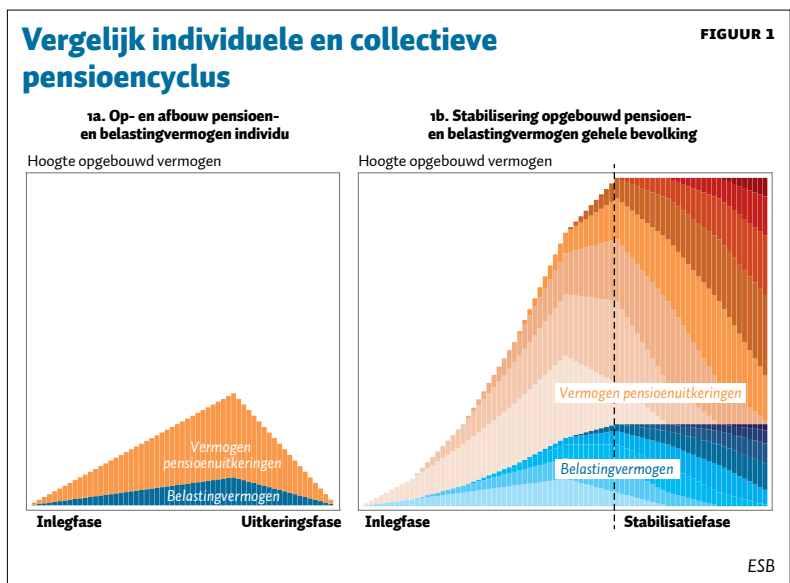 Vergelijk individuele en collectieve
pensioencyclus
FIGUUR 1
1a. Op- en afbouw pensioen-
en belastingvermogen individu
Hoogte opgebouwd vermogen
Vermogen
pensioenuitkeringen
Belastingvermogen
Inlegfase
Uitkeringsfase
1b. Stabilisering opgebouwd pensioen-
en belastingvermogen gehele bevolking
Hoogte opgebouwd vermogen
Vermogen pensioenuitkeringen
Belastingvermogen
Inlegfase
Stabilisatiefase
ESB